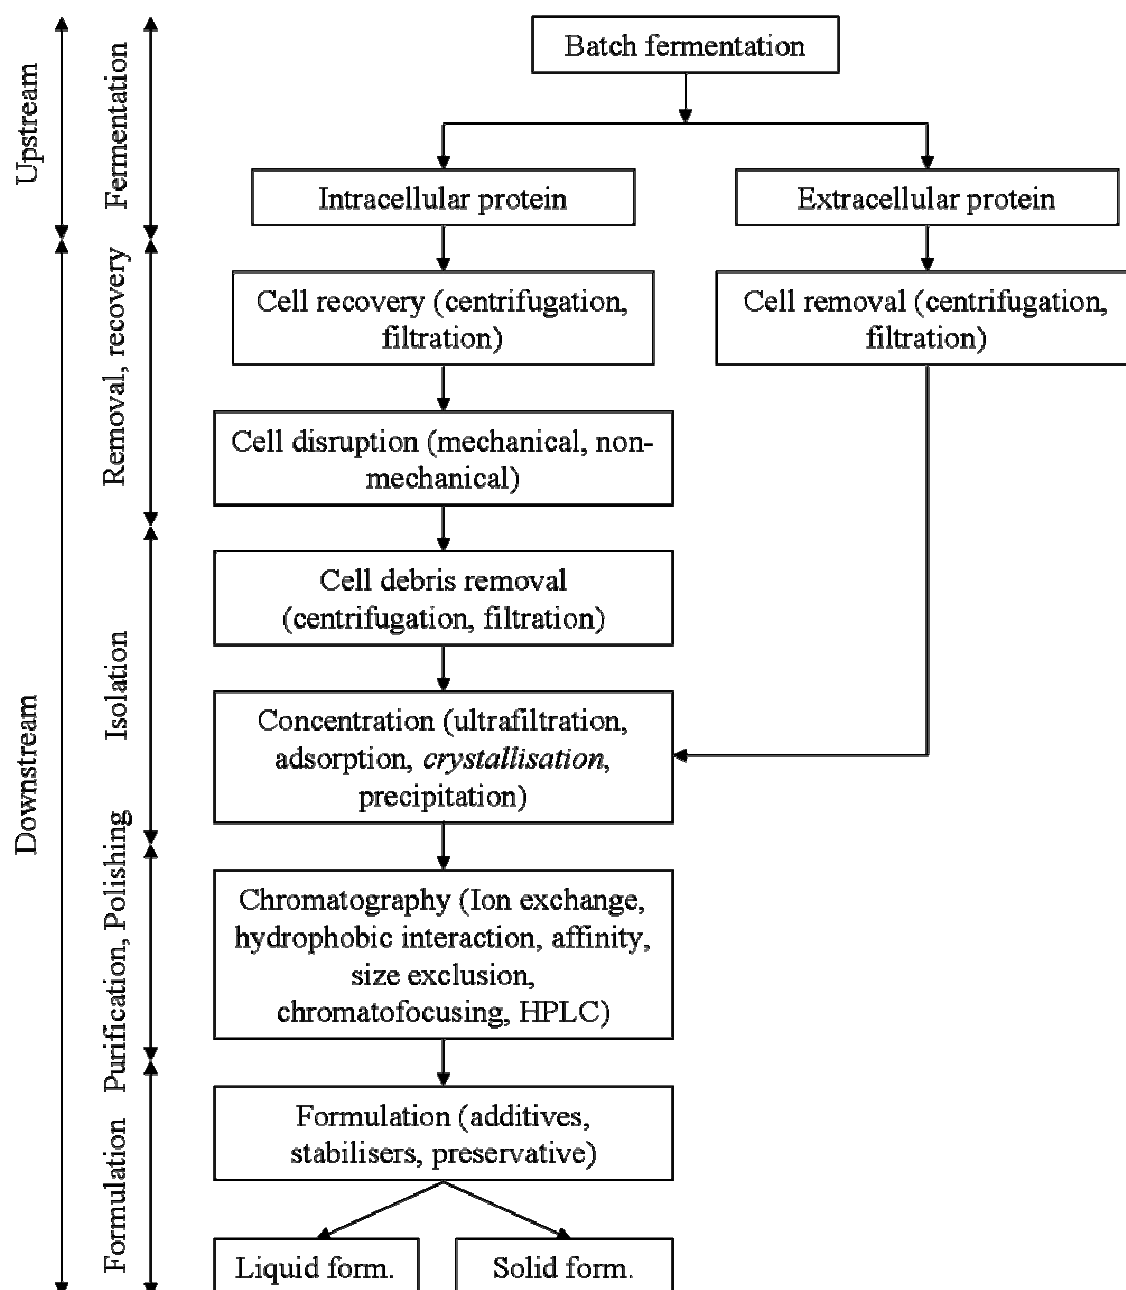 Upstream
Fermentation
Batch fermentation
Intracellular protein
Extracellular protein
Downstream
Removal, recovery
Cell recovery (centrifugation,
filtration)
Cell removal (centrifugation,
filtration)
Cell disruption (mechanical, non-
mechanical)
Isolation
Cell debris removal
(centrifugation, filtration)
Concentration (ultrafiltration,
adsorption, crystallisation,
precipitation)
Purification, Polishing
Chromatography (Ion exchange,
hydrophobic interaction, affinity,
size exclusion,
chromatofocusing, HPLC)
Formulation
Formulation (additives,
stabilisers, preservative)
Liquid form.
Solid form.